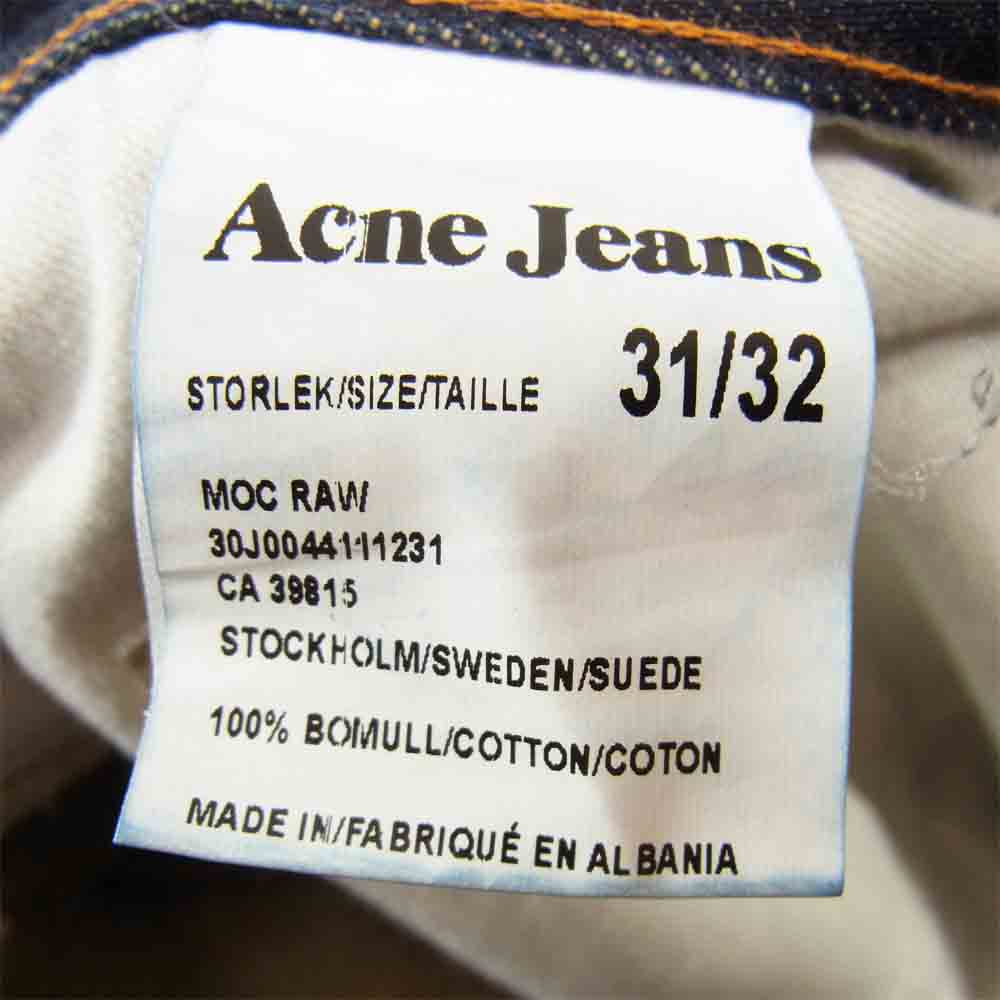 Acne Jeans
STORLEK/SIZE/TAILLE 31/32
MOC RAW
30J0044111231
CA 39815
STOCKHOLM/SWEDEN/SUEDE
100% BOMULL/COTTON/COTON
MADE IN/FABRIQUÉ EN ALBANIA